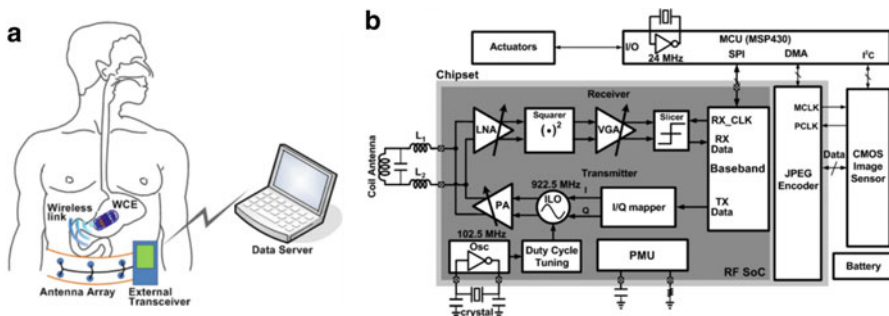 a
Wireless link
WCE
Antenna Array
External Transceiver
Data Server
b
Actuators
I/O
24 MHz
MCU (MSP430)
SPI
DMA
I²C
Chipset
Receiver
Coil Antenna
L1
L2
LNA
Squarer
(•)²
VGA
Slicer
RX_CLK
RX Data
Baseband
TX Data
Transmitter
922.5 MHz
PA
ILO
I
Q
I/Q mapper
102.5 MHz
Osc
crystal
Duty Cycle Tuning
PMU
RF SoC
JPEG Encoder
MCLK
PCLK
Data
CMOS Image Sensor
Battery